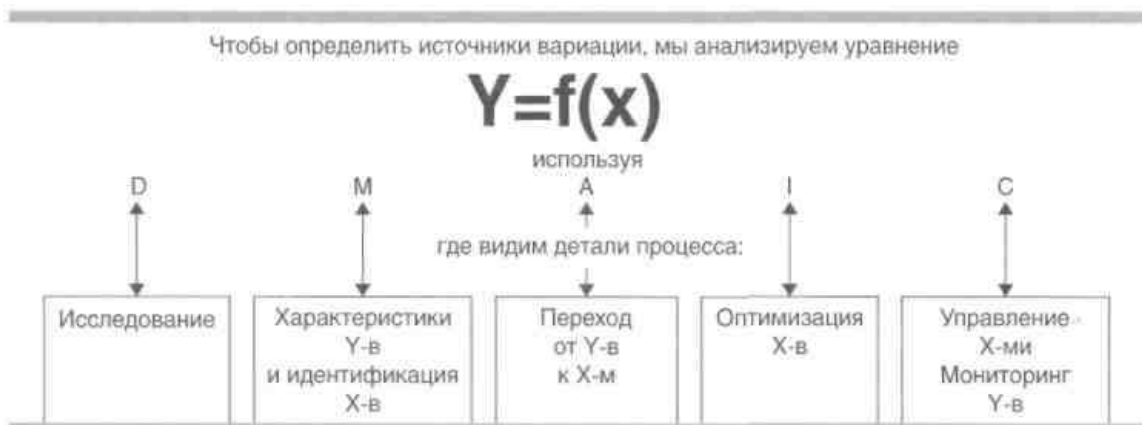 Чтобы определить источники вариации, мы анализируем уравнение
Y=f(x)
используя
D M A I C
где видим детали процесса:
Исследование
Характеристики
Y-в
и идентификация
X-в
Переход
от Y-в
к X-м
Оптимизация
X-в
Управление
X-ми
Мониторинг
Y-в